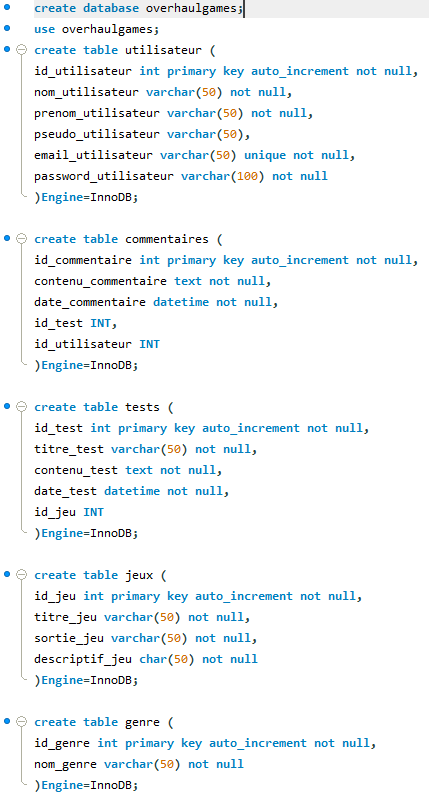 create database overhaulgames;
use overhaulgames;
create table utilisateur (
id_utilisateur int primary key auto_increment not null,
nom_utilisateur varchar(50) not null,
prenom_utilisateur varchar(50) not null,
pseudo_utilisateur varchar(50),
email_utilisateur varchar(50) unique not null,
password_utilisateur varchar(100) not null
)Engine=InnoDB;
create table commentaires (
id_commentaire int primary key auto_increment not null,
contenu_commentaire text not null,
date_commentaire datetime not null,
id_test INT,
id_utilisateur INT
)Engine=InnoDB;
create table tests (
id_test int primary key auto_increment not null,
titre_test varchar(50) not null,
contenu_test text not null,
date_test datetime not null,
id_jeu INT
)Engine=InnoDB;
create table jeux (
id_jeu int primary key auto_increment not null,
titre_jeu varchar(50) not null,
sortie_jeu varchar(50) not null,
descriptif_jeu char(50) not null
)Engine=InnoDB;
create table genre (
id_genre int primary key auto_increment not null,
nom_genre varchar(50) not null
)Engine=InnoDB;